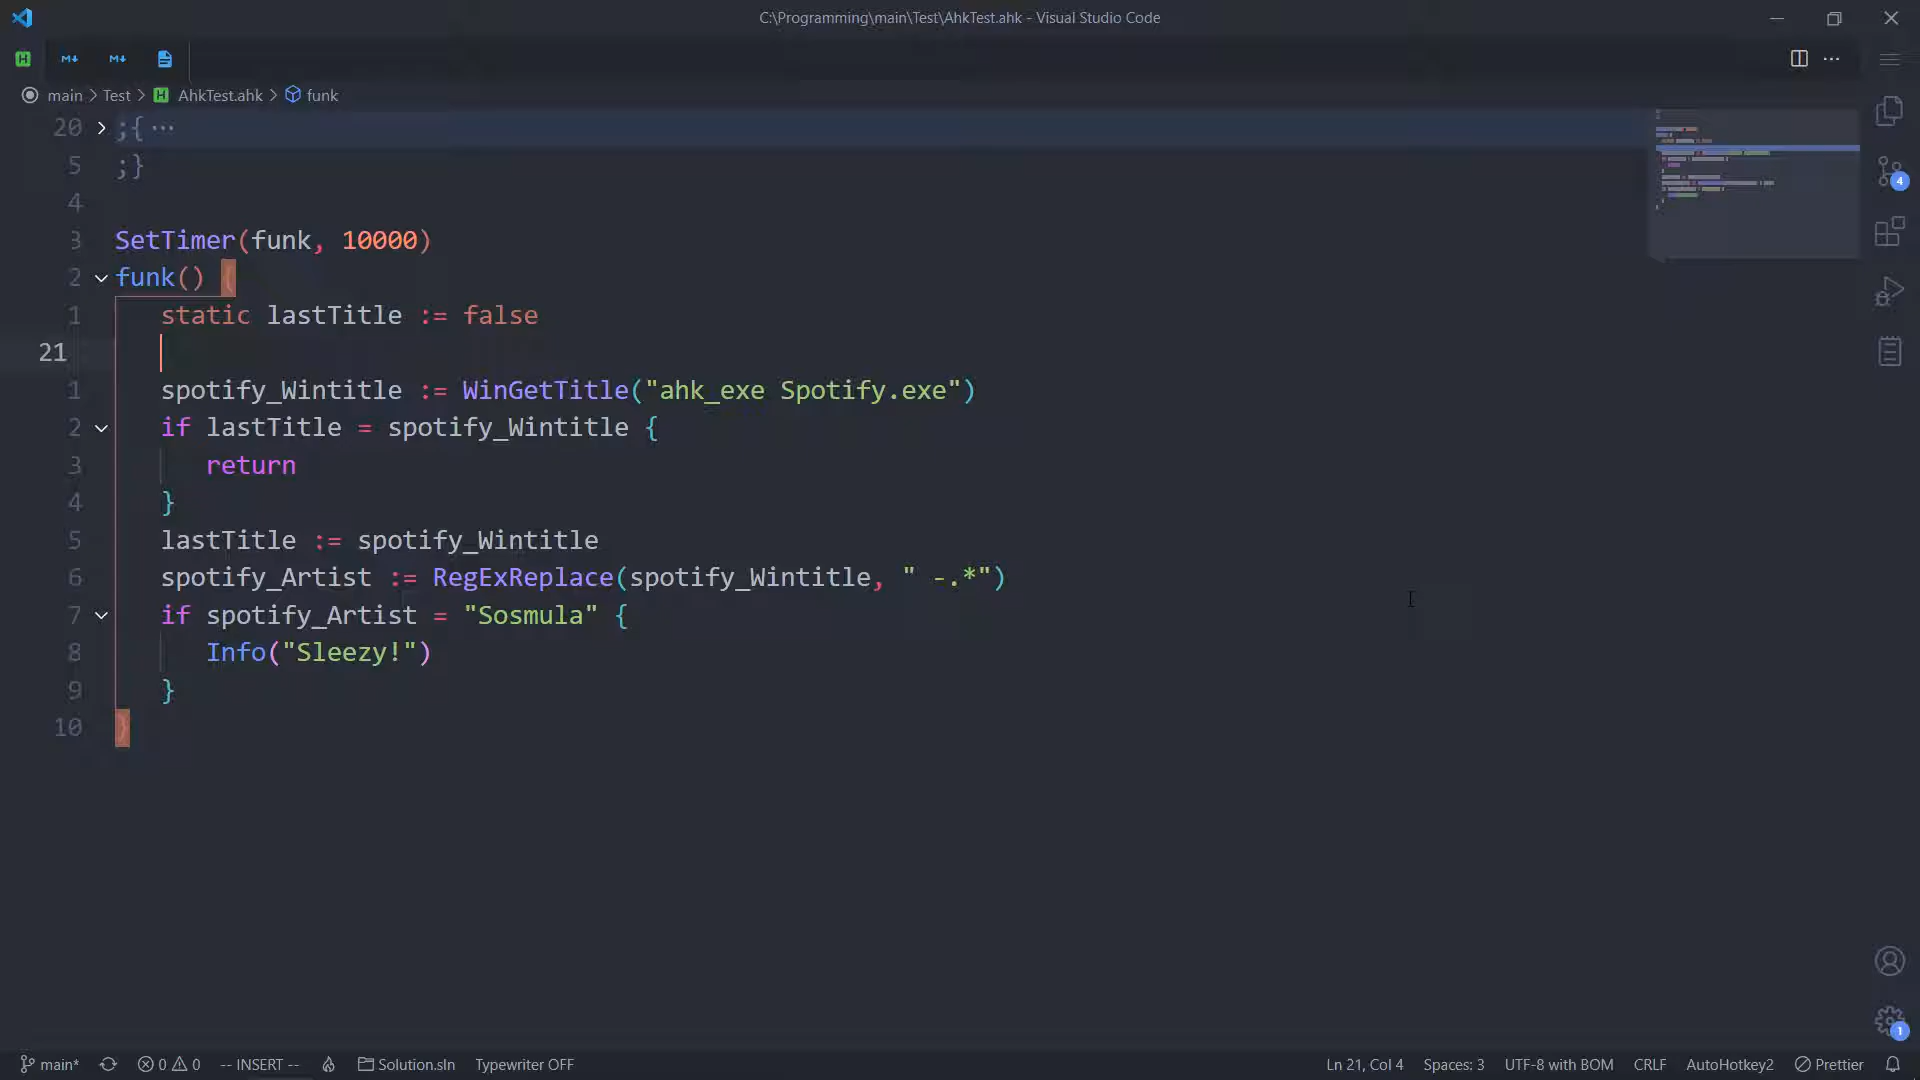 C:\Programming\main\Test\AhkTest.ahk - Visual Studio Code
H M↓ M↓
main > Test > H AhkTest.ahk > funk
20 > ;{ ···
5 ;}
4
3 SetTimer(funk, 10000)
2 funk() {
1 static lastTitle := false
21
1 spotify_Wintitle := WinGetTitle("ahk_exe Spotify.exe")
2 if lastTitle = spotify_Wintitle {
3 return
4 }
5 lastTitle := spotify_Wintitle
6 spotify_Artist := RegExReplace(spotify_Wintitle, " -.*")
7 if spotify_Artist = "Sosmula" {
8 Info("Sleezy!")
9 }
10 }
4
1
main* 0 0 -- INSERT -- Solution.sln Typewriter OFF Ln 21, Col 4 Spaces: 3 UTF-8 with BOM CRLF AutoHotkey2 Prettier